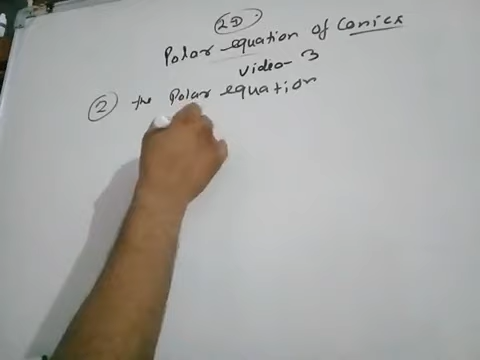 2D
Polar equation of Conics
Video- 3
2 the Polar equation